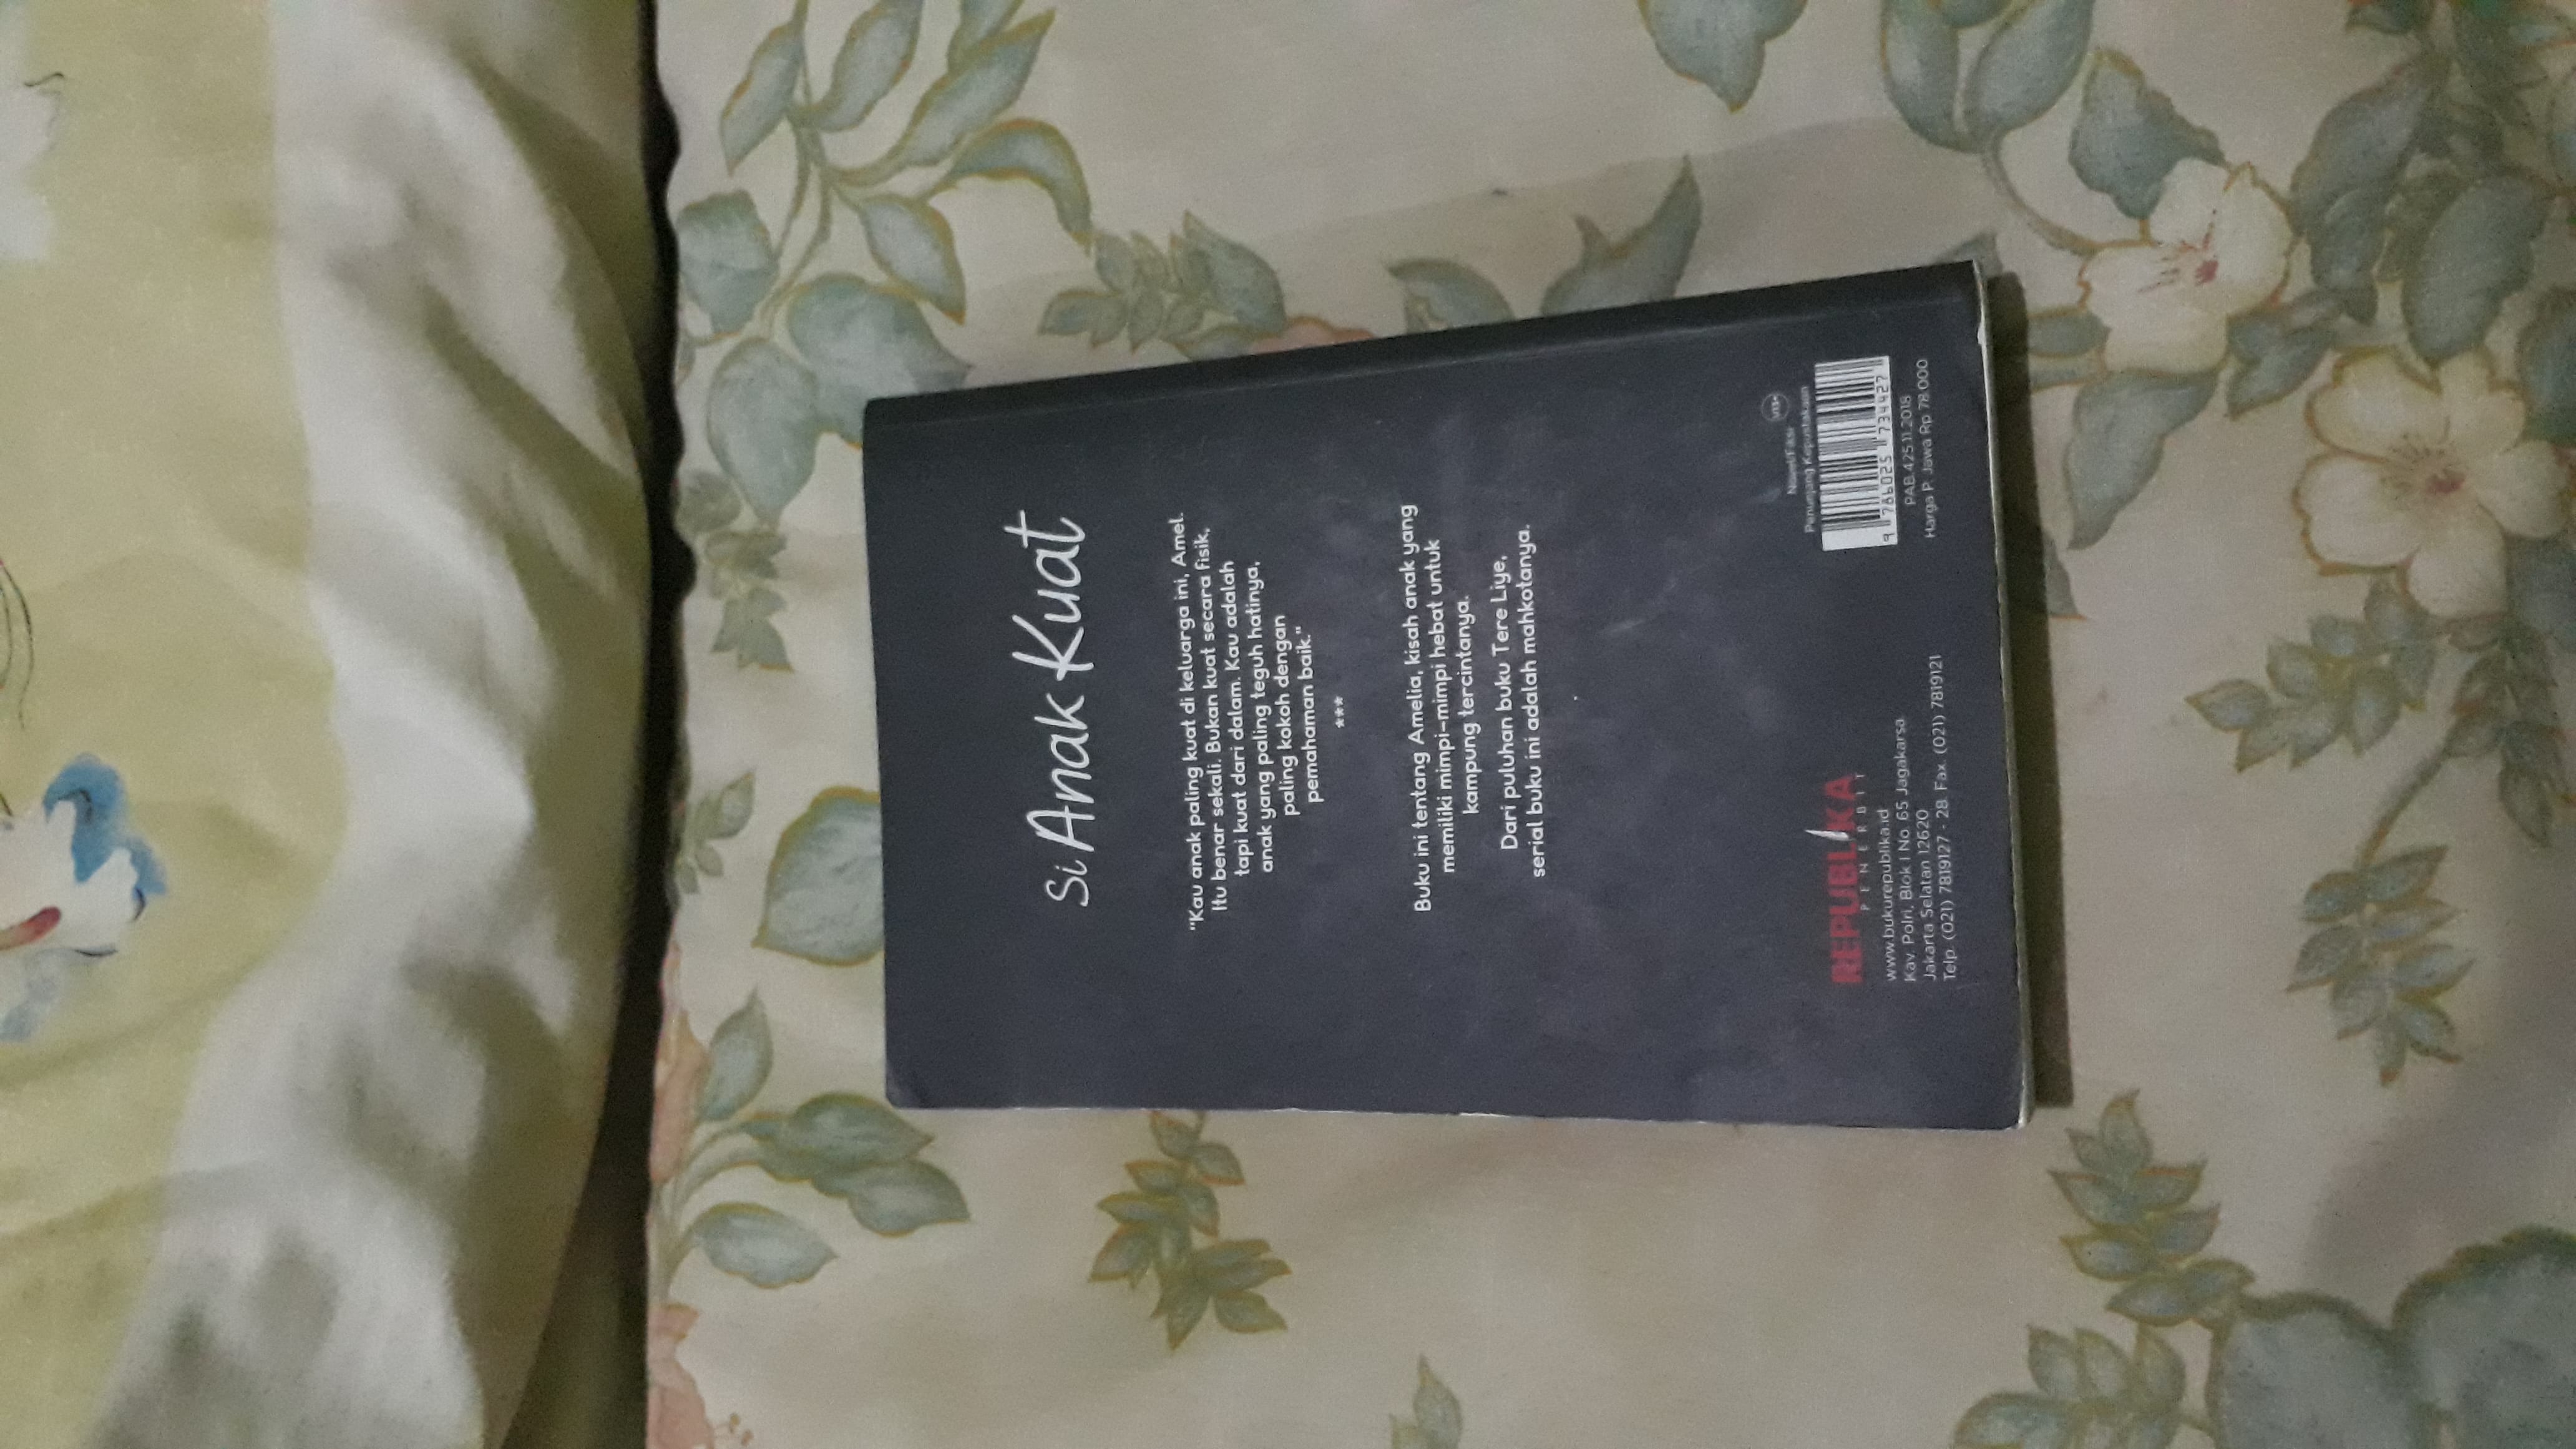 Si Anak Kuat
"Kau anak paling kuat di keluarga ini, Amel.
Itu benar sekali. Bukan kuat secara fisik,
tapi kuat dari dalam. Kau adalah
anak yang paling teguh hatinya,
paling kokoh dengan
pemahaman baik."
***
Buku ini tentang Amelia, kisah anak yang
memiliki mimpi-mimpi hebat untuk
kampung tercintanya.
Dari puluhan buku Tere Liye,
serial buku ini adalah mahkotanya.
REPUBLIKA
PENERBIT
www.bukurepublika.id
Kav. Polri, Blok I No. 65 Jagakarsa
Jakarta Selatan 12620
Telp. (021) 7819127 - 28 Fax. (021) 7819121
Novel/Fiksi
Penunjang Kepustakaan
9 786025 734427
PAB.425.11.2018
Harga P. Jawa Rp 78.000